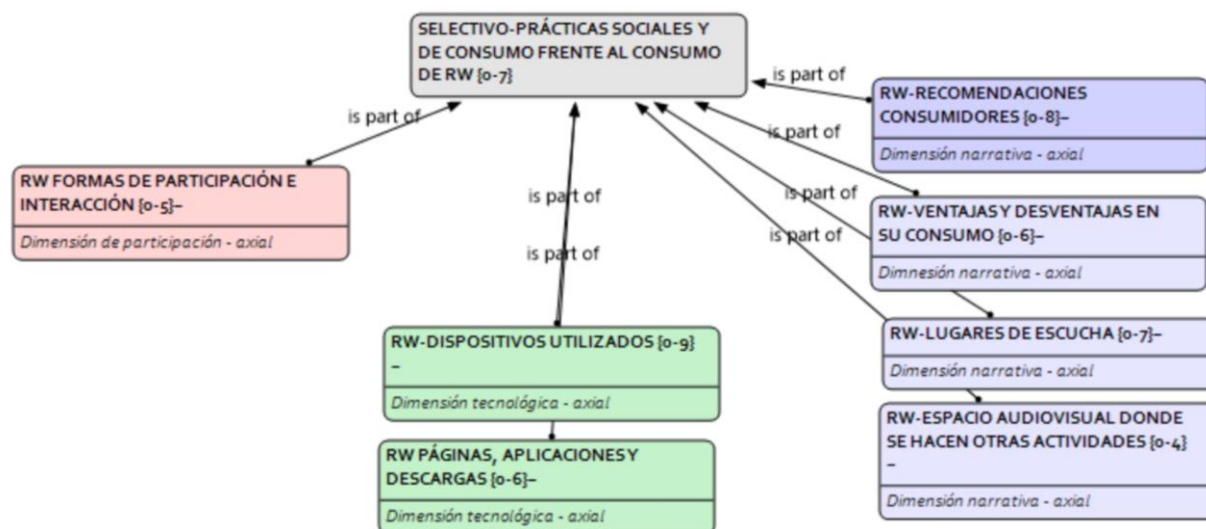 SELECTIVO-PRÁCTICAS SOCIALES Y
DE CONSUMO FRENTE AL CONSUMO
DE RW {0-7}
is part of
RW-RECOMENDACIONES
CONSUMIDORES {0-8}~
Dimensión narrativa - axial
is part of
RW FORMAS DE PARTICIPACIÓN E
INTERACCIÓN {0-5}~
Dimensión de participación - axial
is part of
RW-VENTAJAS Y DESVENTAJAS EN
SU CONSUMO {0-6}~
Dimnesión narrativa - axial
is part of
is part of
is part of
is part of
RW-DISPOSITIVOS UTILIZADOS {0-9}
~
Dimensión tecnológica - axial
RW-LUGARES DE ESCUCHA {0-7}~
Dimensión narrativa - axial
RW PÁGINAS, APLICACIONES Y
DESCARGAS {0-6}~
Dimensión tecnológica - axial
RW-ESPACIO AUDIOVISUAL DONDE
SE HACEN OTRAS ACTIVIDADES {0-4}
~
Dimensión narrativa - axial